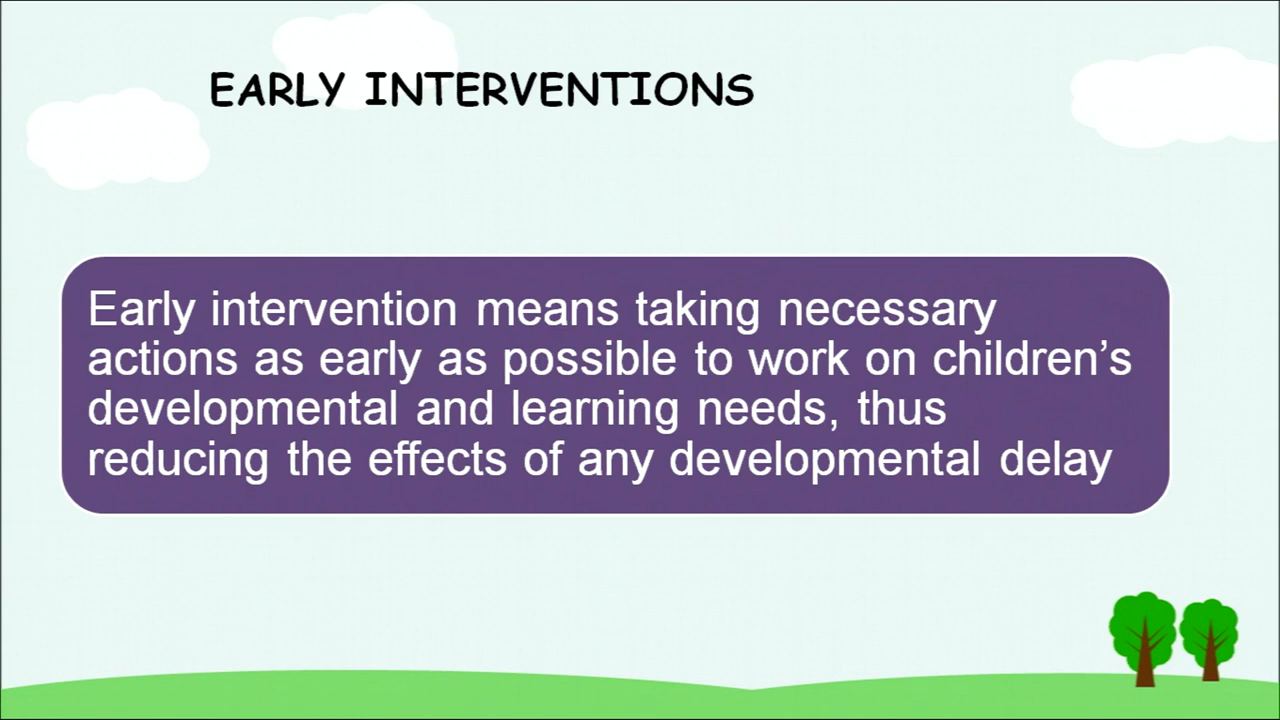 EARLY INTERVENTIONS
Early intervention means taking necessary
actions as early as possible to work on children’s
developmental and learning needs, thus
reducing the effects of any developmental delay